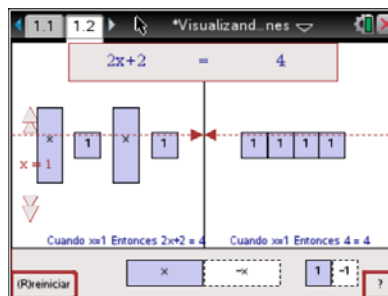 1.1 1.2 *Visualizand…nes
2x+2 = 4
x 1 x 1 1 1 1 1
x = 1
Cuando x=1 Entonces 2x+2 = 4 Cuando x=1 Entonces 4 = 4
x -x 1 -1
(R)reiniciar ?